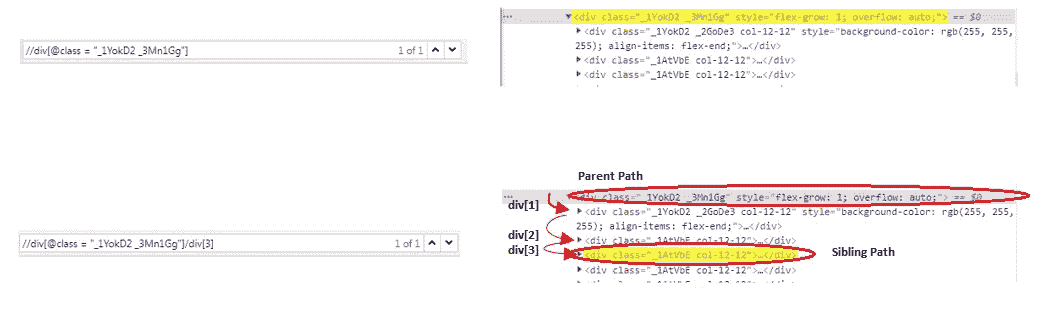 <div class="_1YokD2 _3Mn1Gg" style="flex-grow: 1; overflow: auto;"> == $0
<div class="_1YokD2 _2GoDe3 col-12-12" style="background-color: rgb(255, 255,
255); align-items: flex-end;">…</div>
//div[@class = "_1YokD2 _3Mn1Gg"]
1 of 1
<div class="_1AtVbE col-12-12">…</div>
<div class="_1AtVbE col-12-12">…</div>
Parent Path
<div class="_1YokD2 _3Mn1Gg" style="flex-grow: 1; overflow: auto;"> == $0
div[1]
<div class="_1YokD2 _2GoDe3 col-12-12" style="background-color: rgb(255, 255,
255); align-items: flex-end;">…</div>
div[2]
<div class="_1AtVbE col-12-12">…</div>
//div[@class = "_1YokD2 _3Mn1Gg"]/div[3]
1 of 1
div[3]
<div class="_1AtVbE col-12-12">…</div>
Sibling Path
<div class="_1AtVbE col-12-12">…</div>